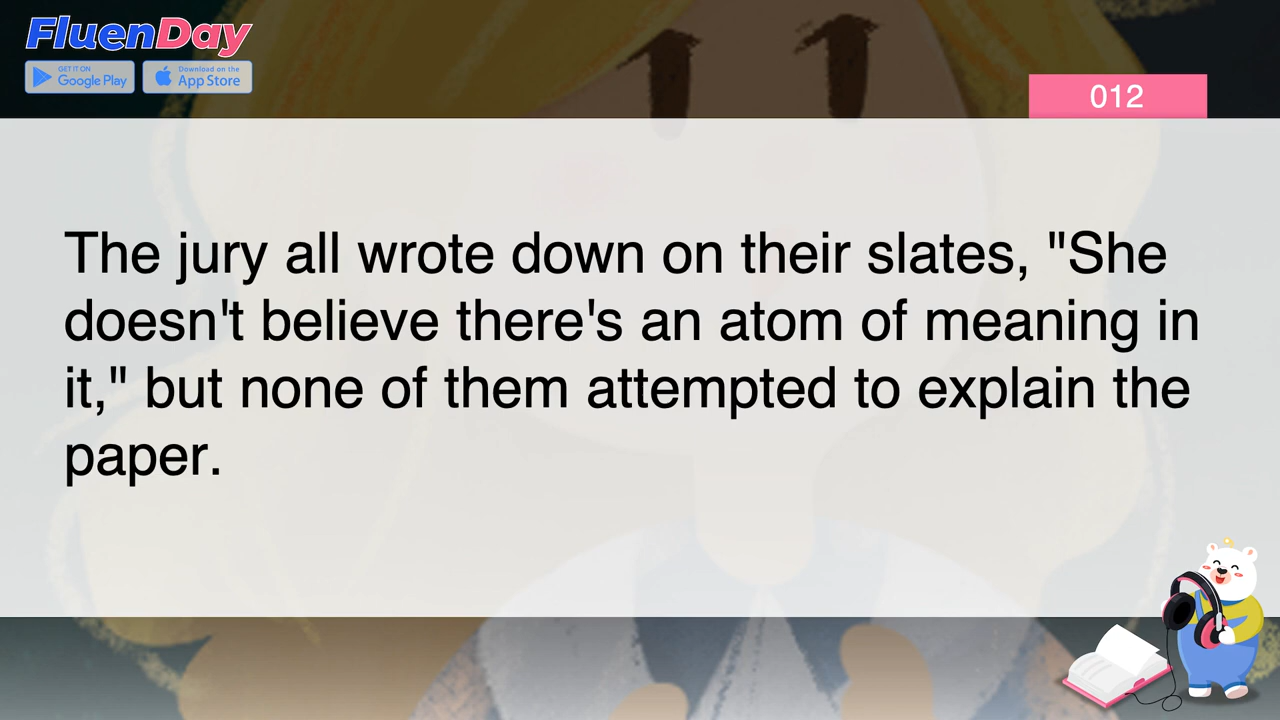 FluenDay
GET IT ON
Google Play
Download on the
App Store
012
The jury all wrote down on their slates, "She
doesn't believe there's an atom of meaning in
it," but none of them attempted to explain the
paper.